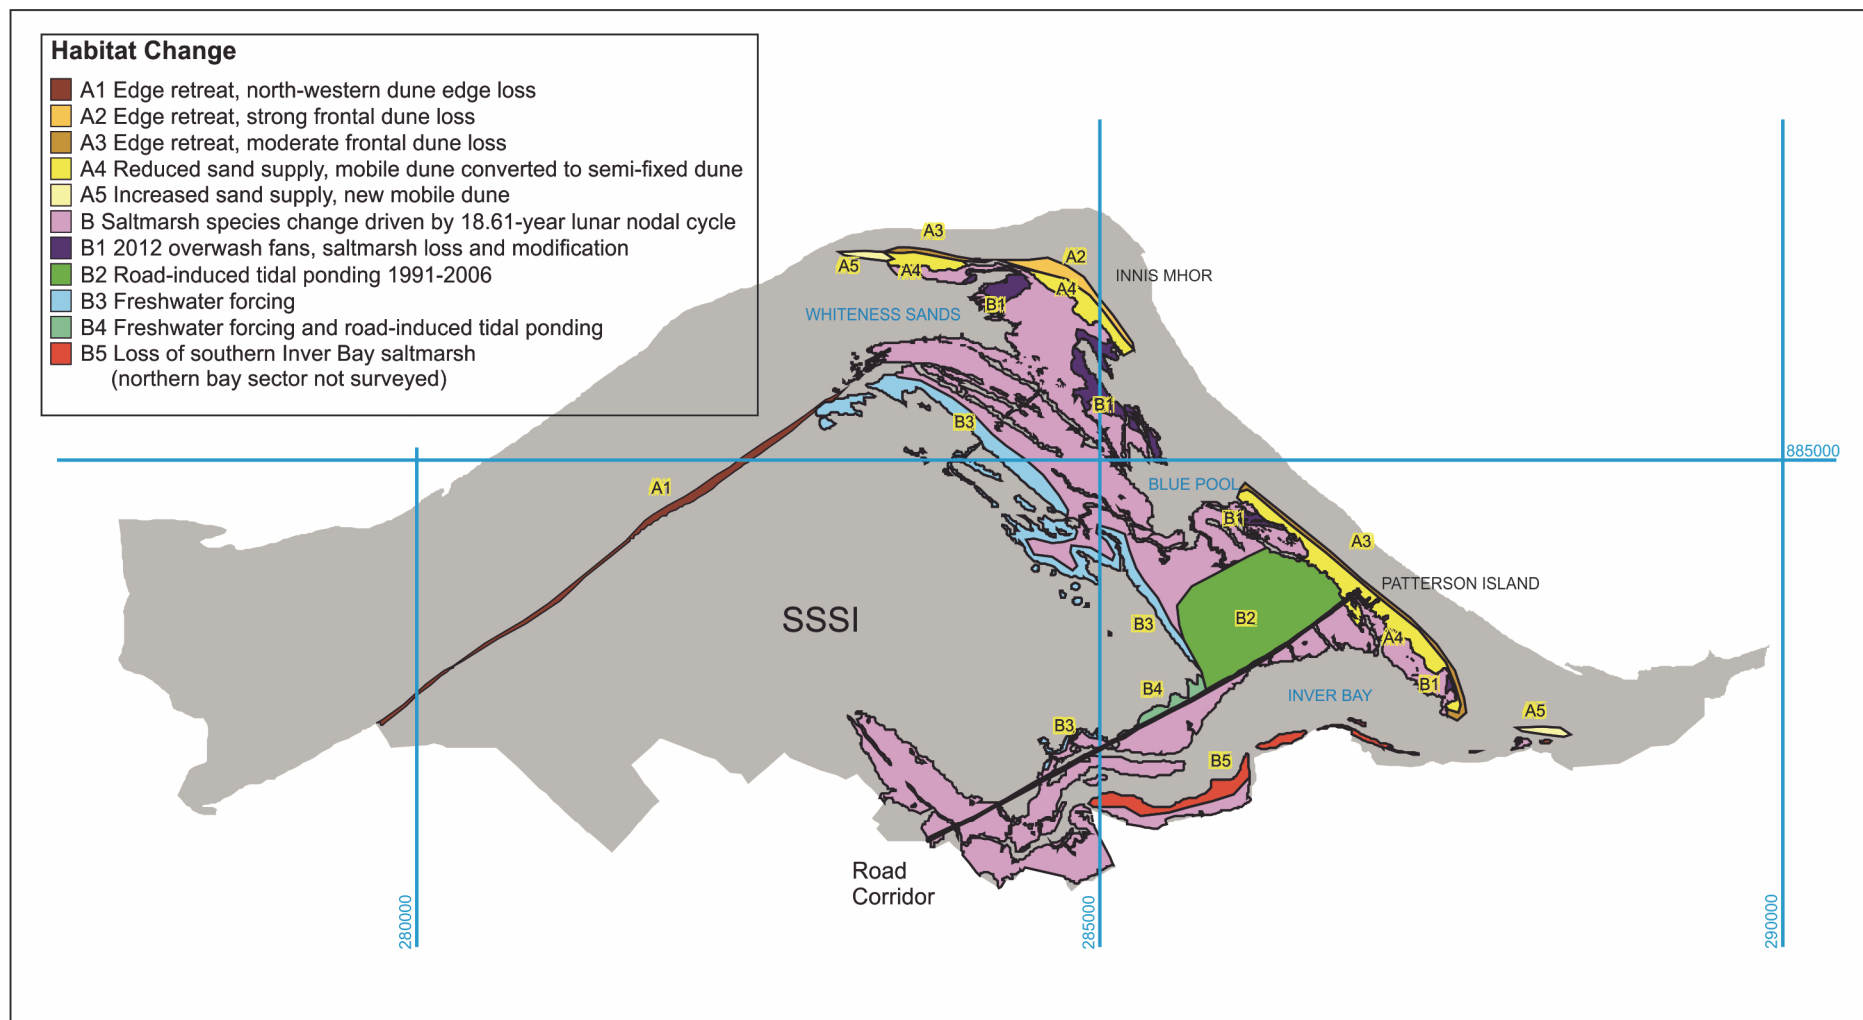 Habitat Change
A1 Edge retreat, north-western dune edge loss
A2 Edge retreat, strong frontal dune loss
A3 Edge retreat, moderate frontal dune loss
A4 Reduced sand supply, mobile dune converted to semi-fixed dune
A5 Increased sand supply, new mobile dune
B Saltmarsh species change driven by 18.61-year lunar nodal cycle
B1 2012 overwash fans, saltmarsh loss and modification
B2 Road-induced tidal ponding 1991-2006
B3 Freshwater forcing
B4 Freshwater forcing and road-induced tidal ponding
B5 Loss of southern Inver Bay saltmarsh
(northern bay sector not surveyed)
A3
A2
A5
A4
INNIS MHOR
A4
B1
WHITENESS SANDS
B1
B3
885000
A1
BLUE POOL
B1
A3
PATTERSON ISLAND
SSSI
B2
B3
A4
B4
B1
INVER BAY
A5
B3
B5
Road
Corridor
280000
285000
290000